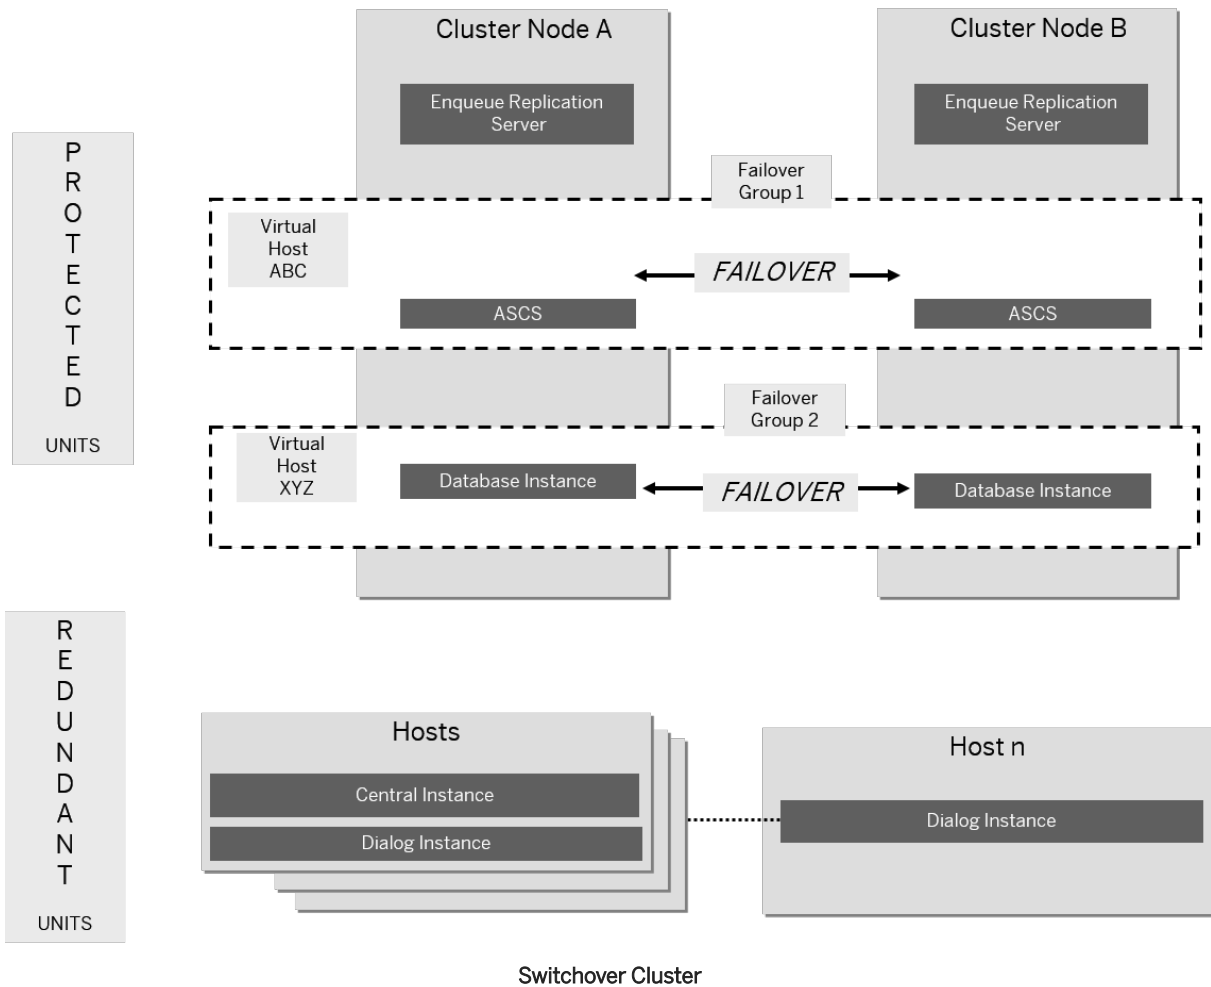 Cluster Node A
Cluster Node B
Enqueue Replication
Server
Enqueue Replication
Server
P
R
O
T
E
C
T
E
D
UNITS
Failover
Group 1
Virtual
Host
ABC
FAILOVER
ASCS
ASCS
Failover
Group 2
Virtual
Host
XYZ
Database Instance
FAILOVER
Database Instance
R
E
D
U
N
D
A
N
T
UNITS
Hosts
Central Instance
Dialog Instance
Host n
Dialog Instance
Switchover Cluster